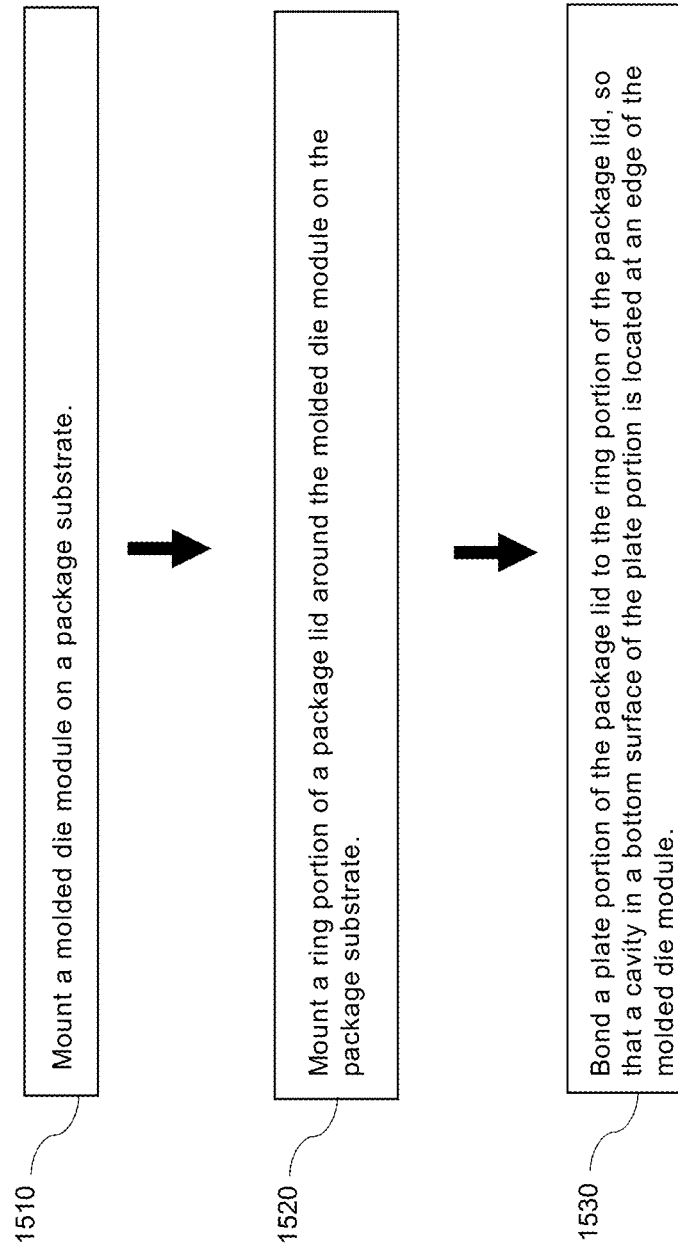 1510
Mount a molded die module on a package substrate.
1520
Mount a ring portion of a package lid around the molded die module on the
package substrate.
1530
Bond a plate portion of the package lid to the ring portion of the package lid, so
that a cavity in a bottom surface of the plate portion is located at an edge of the
molded die module.